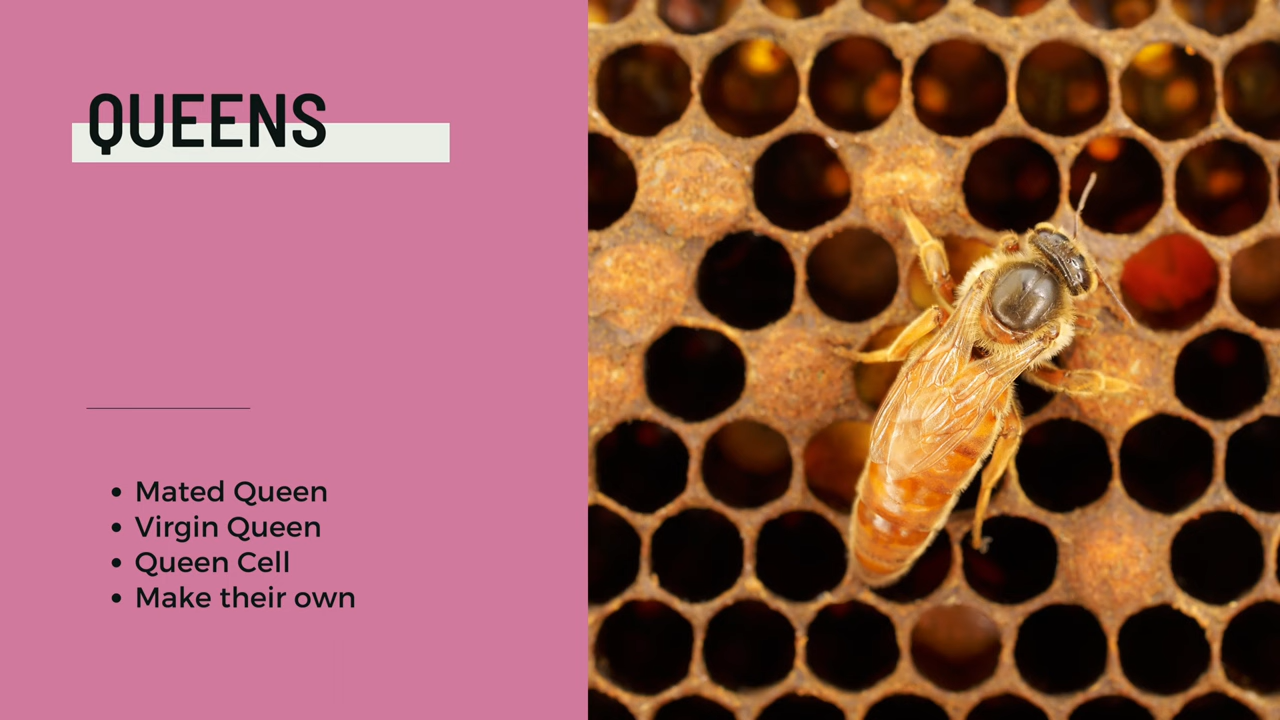 QUEENS
• Mated Queen
• Virgin Queen
• Queen Cell
• Make their own